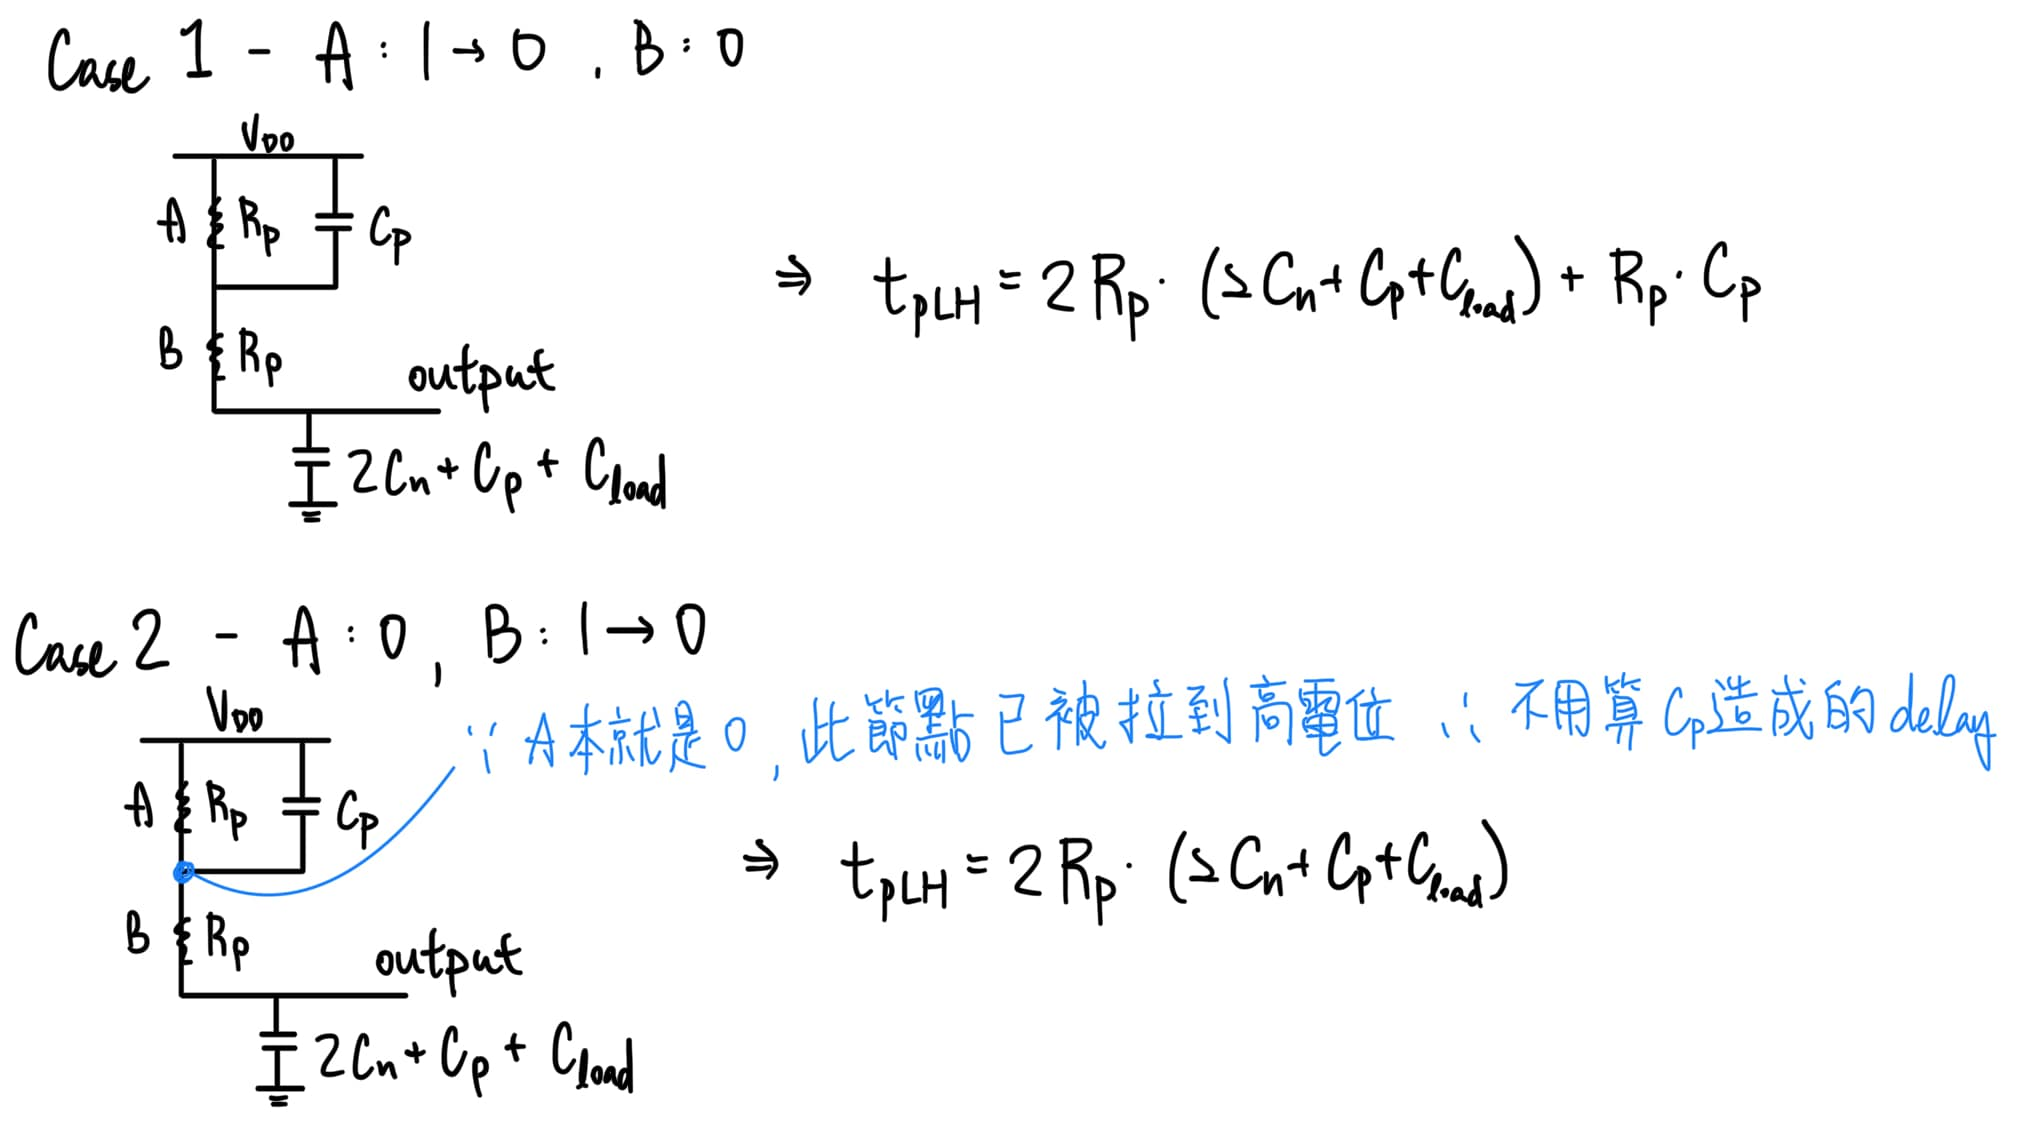 Case 1 - A : 1 → 0 , B : 0
VDD
A Rp Cp
⇒ tpLH = 2Rp · (2Cn + Cp + Cload) + Rp · Cp
B Rp
output
2Cn + Cp + Cload
Case 2 - A : 0 , B : 1 → 0
VDD
∵ A本就是0, 此節點已被拉到高電位 ∴ 不用算Cp造成的delay
A Rp Cp
⇒ tpLH = 2Rp · (2Cn + Cp + Cload)
B Rp
output
2Cn + Cp + Cload